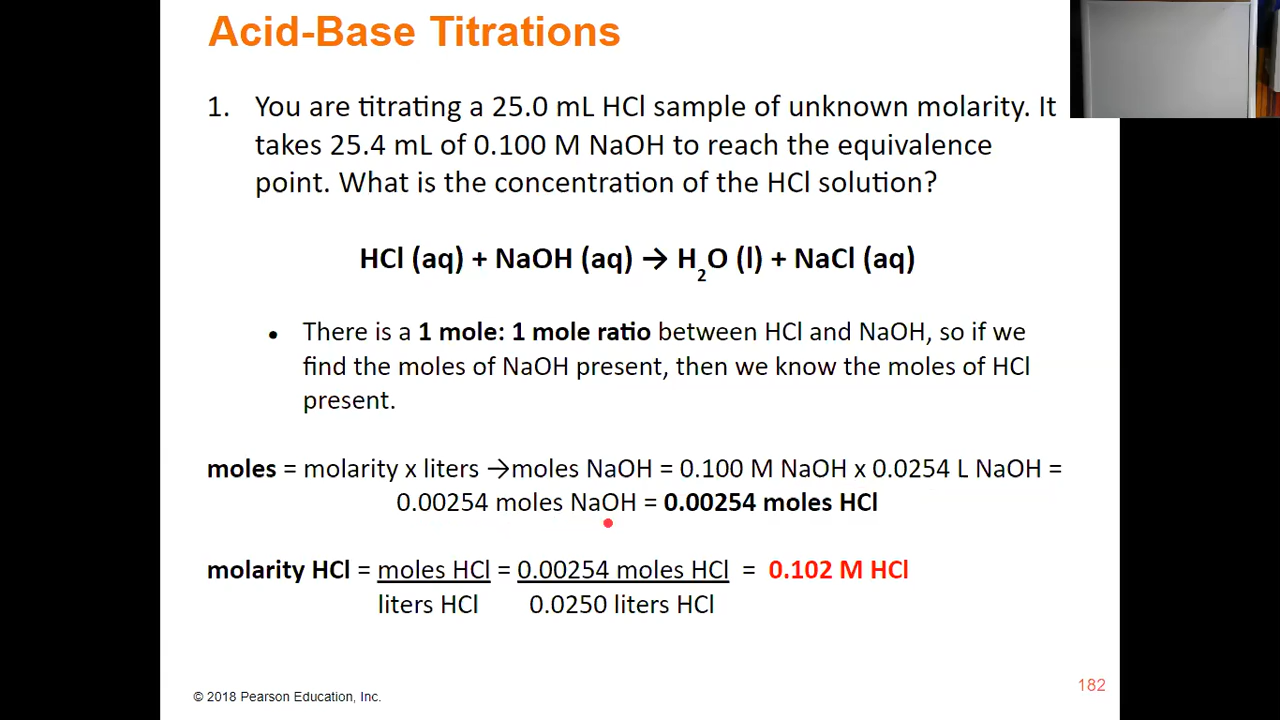 Acid-Base Titrations
1. You are titrating a 25.0 mL HCl sample of unknown molarity. It
takes 25.4 mL of 0.100 M NaOH to reach the equivalence
point. What is the concentration of the HCl solution?
HCl (aq) + NaOH (aq) → H₂O (l) + NaCl (aq)
• There is a 1 mole: 1 mole ratio between HCl and NaOH, so if we
find the moles of NaOH present, then we know the moles of HCl
present.
moles = molarity x liters →moles NaOH = 0.100 M NaOH x 0.0254 L NaOH =
0.00254 moles NaOH = 0.00254 moles HCl
molarity HCl = moles HCl = 0.00254 moles HCl = 0.102 M HCl
liters HCl 0.0250 liters HCl
182
© 2018 Pearson Education, Inc.